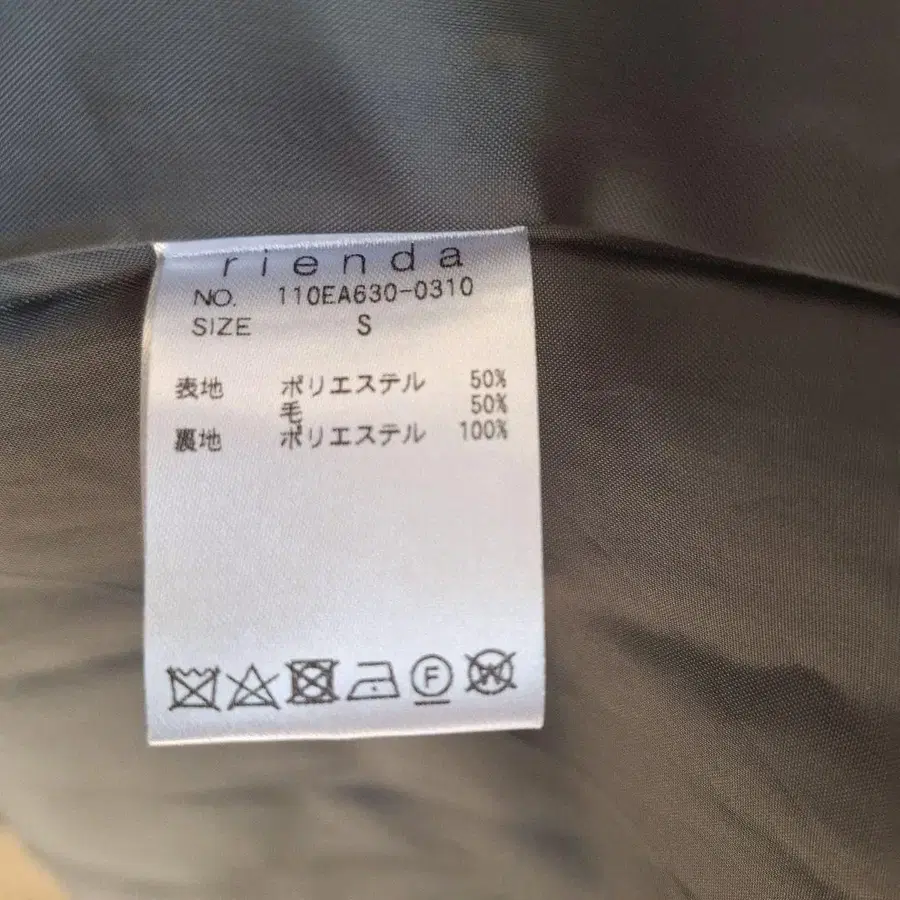 rienda
NO. 110EA630-0310
SIZE S
表地 ポリエステル 50%
毛 50%
裏地 ポリエステル 100%
F W